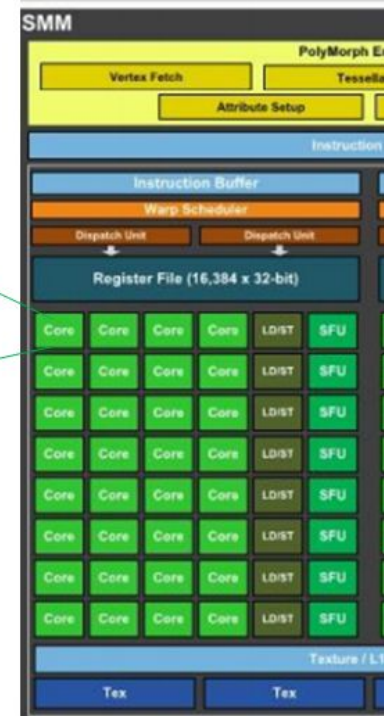 SMM
PolyMorph E
Vertex Fetch
Tessella
Attribute Setup
Instruction
Instruction Buffer
Warp Scheduler
Dispatch Unit Dispatch Unit
Register File (16,384 x 32-bit)
Core Core Core Core LD/ST SFU
Core Core Core Core LD/ST SFU
Core Core Core Core LD/ST SFU
Core Core Core Core LD/ST SFU
Core Core Core Core LD/ST SFU
Core Core Core Core LD/ST SFU
Core Core Core Core LD/ST SFU
Core Core Core Core LD/ST SFU
Texture / L1
Tex Tex